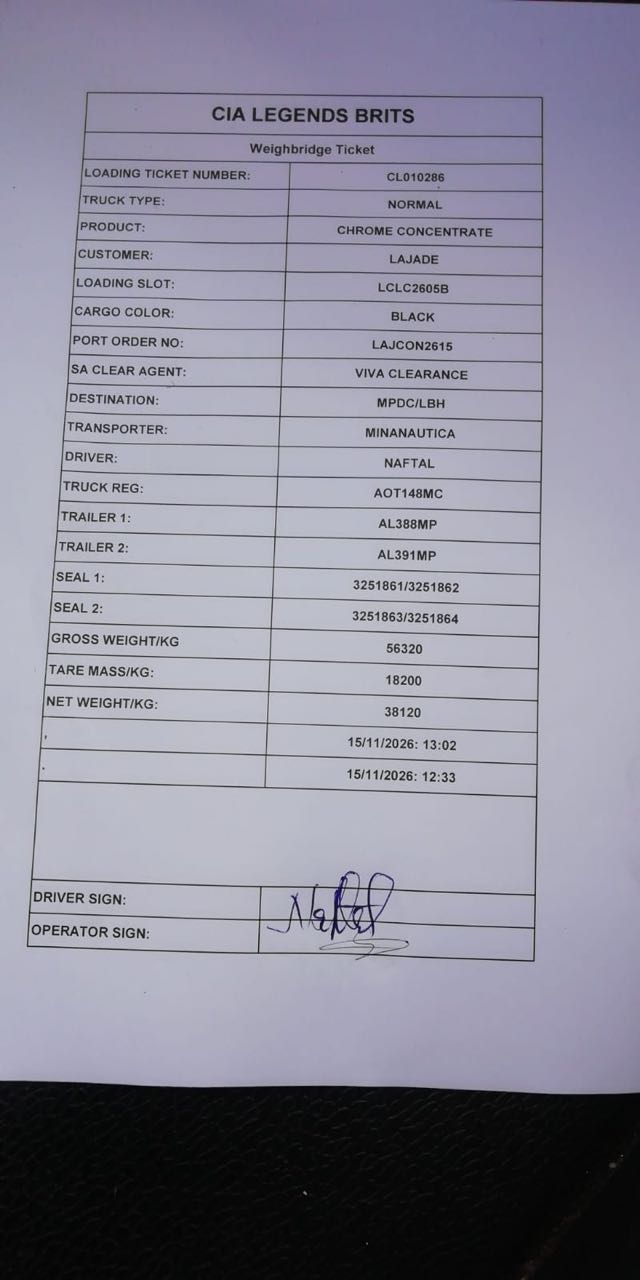 CIA LEGENDS BRITS
Weighbridge Ticket
LOADING TICKET NUMBER: CL010286
TRUCK TYPE: NORMAL
PRODUCT: CHROME CONCENTRATE
CUSTOMER: LAJADE
LOADING SLOT: LCLC2605B
CARGO COLOR: BLACK
PORT ORDER NO: LAJCON2615
SA CLEAR AGENT: VIVA CLEARANCE
DESTINATION: MPDC/LBH
TRANSPORTER: MINANAUTICA
DRIVER: NAFTAL
TRUCK REG: AOT148MC
TRAILER 1: AL388MP
TRAILER 2: AL391MP
SEAL 1: 3251861/3251862
SEAL 2: 3251863/3251864
GROSS WEIGHT/KG 56320
TARE MASS/KG: 18200
NET WEIGHT/KG: 38120
, 15/11/2026: 13:02
. 15/11/2026: 12:33
DRIVER SIGN:
OPERATOR SIGN: